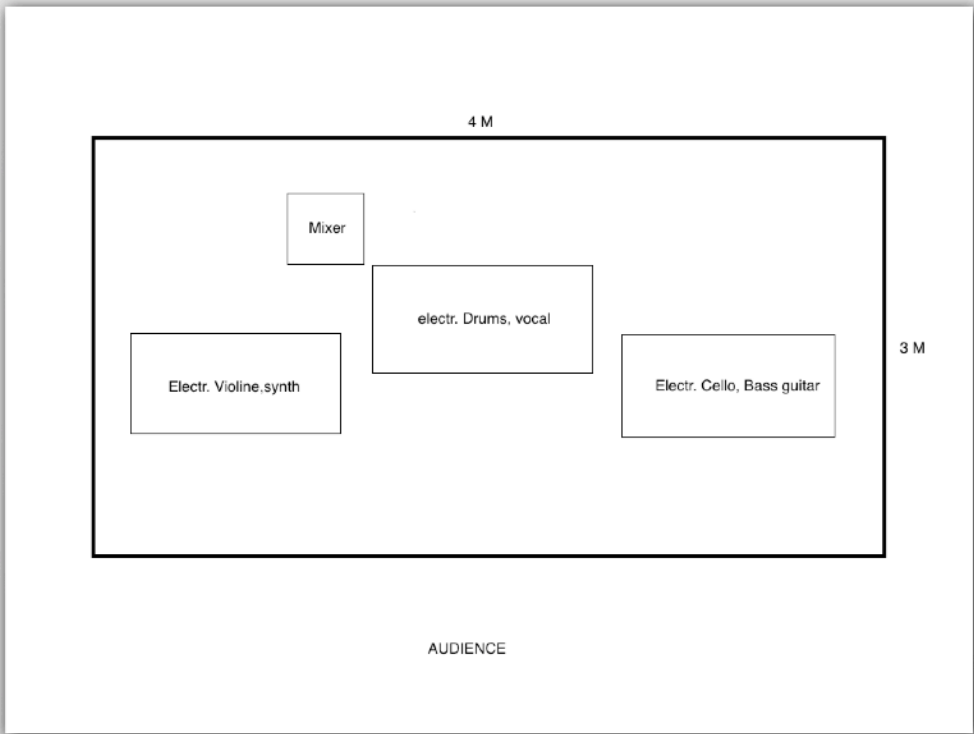 4 M
Mixer
electr. Drums, vocal
3 M
Electr. Violine,synth
Electr. Cello, Bass guitar
AUDIENCE